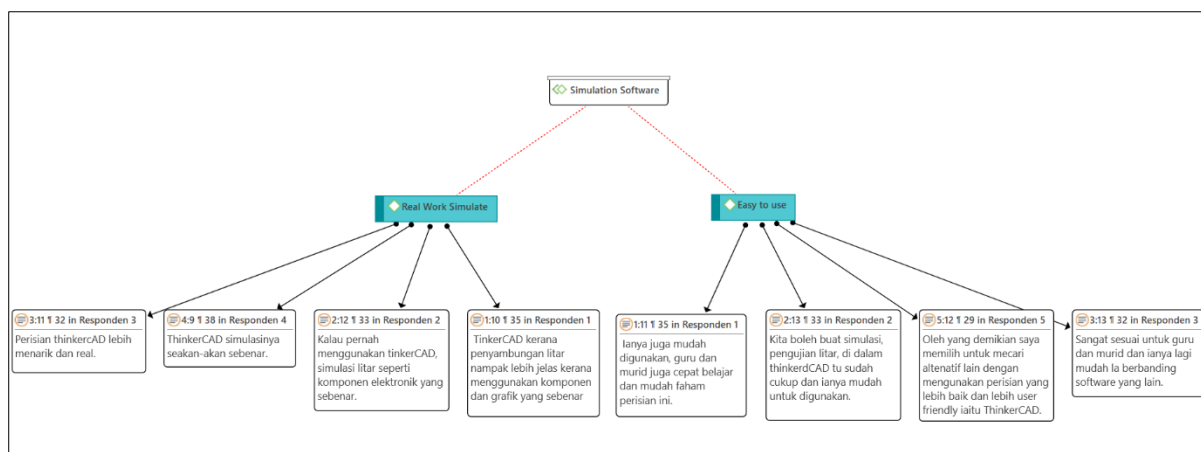 Simulation Software
Real Work Simulate
Easy to use
3:11 ¶ 32 in Responden 3
Perisian thinkercAD lebih
menarik dan real.
4:9 ¶ 38 in Responden 4
ThinkerCAD simulasinya
seakan-akan sebenar.
2:12 ¶ 33 in Responden 2
Kalau pernah
menggunakan tinkerCAD,
simulasi litar seperti
komponen elektronik yang
sebenar.
1:10 ¶ 35 in Responden 1
TinkerCAD kerana
penyambungan litar
nampak lebih jelas kerana
menggunakan komponen
dan grafik yang sebenar
1:11 ¶ 35 in Responden 1
Ianya juga mudah
digunakan, guru dan
murid juga cepat belajar
dan mudah faham
perisian ini.
2:13 ¶ 33 in Responden 2
Kita boleh buat simulasi,
pengujian litar, di dalam
thinkerdCAD tu sudah
cukup dan ianya mudah
untuk digunakan.
5:12 ¶ 29 in Responden 5
Oleh yang demikian saya
memilih untuk mecari
altenatif lain dengan
mengunakan perisian yang
lebih baik dan lebih user
friendly iaitu ThinkerCAD.
3:13 ¶ 32 in Responden 3
Sangat sesuai untuk guru
dan murid dan ianya lagi
mudah la berbanding
software yang lain.